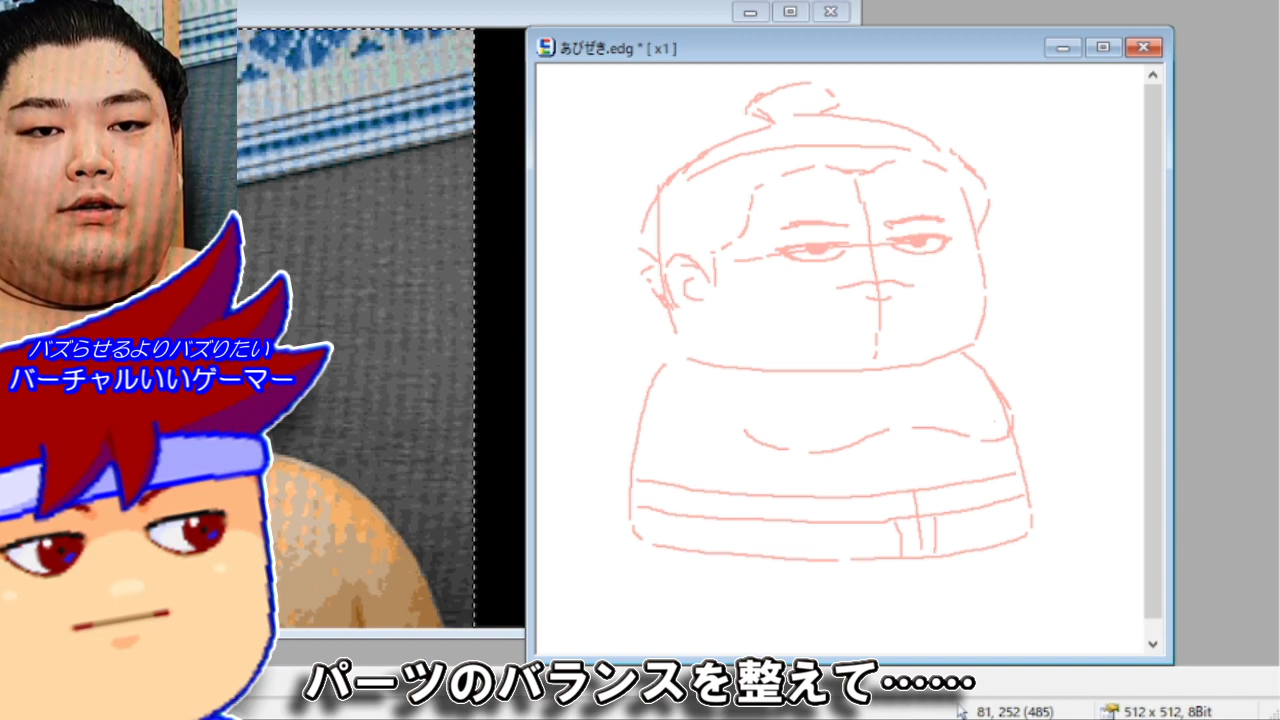 あびぜき.edg * [ x1 ]
バズらせるよりバズりたい
バーチャルいいゲーマー
パーツのバランスを整えて……
81, 252 (485)
512 x 512, 8Bit